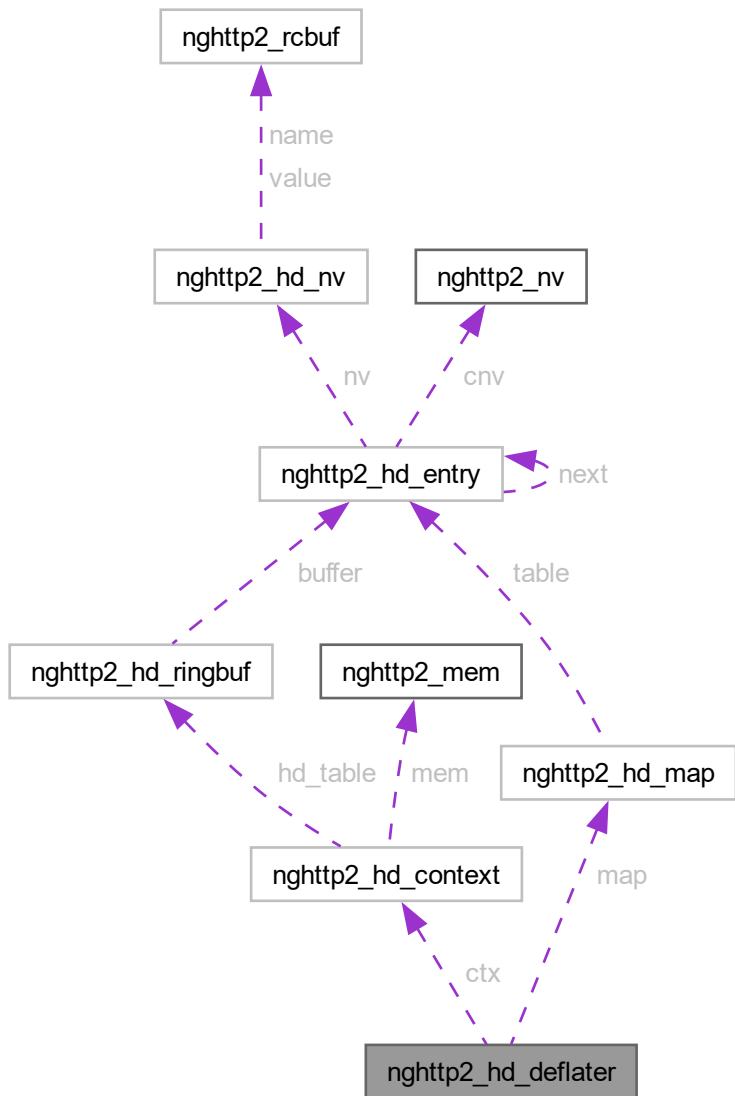 nghttp2_rcbuf
name
value
nghttp2_hd_nv
nghttp2_nv
nv
cnv
nghttp2_hd_entry
next
buffer
table
nghttp2_hd_ringbuf
nghttp2_mem
hd_table
mem
nghttp2_hd_map
nghttp2_hd_context
map
ctx
nghttp2_hd_deflater